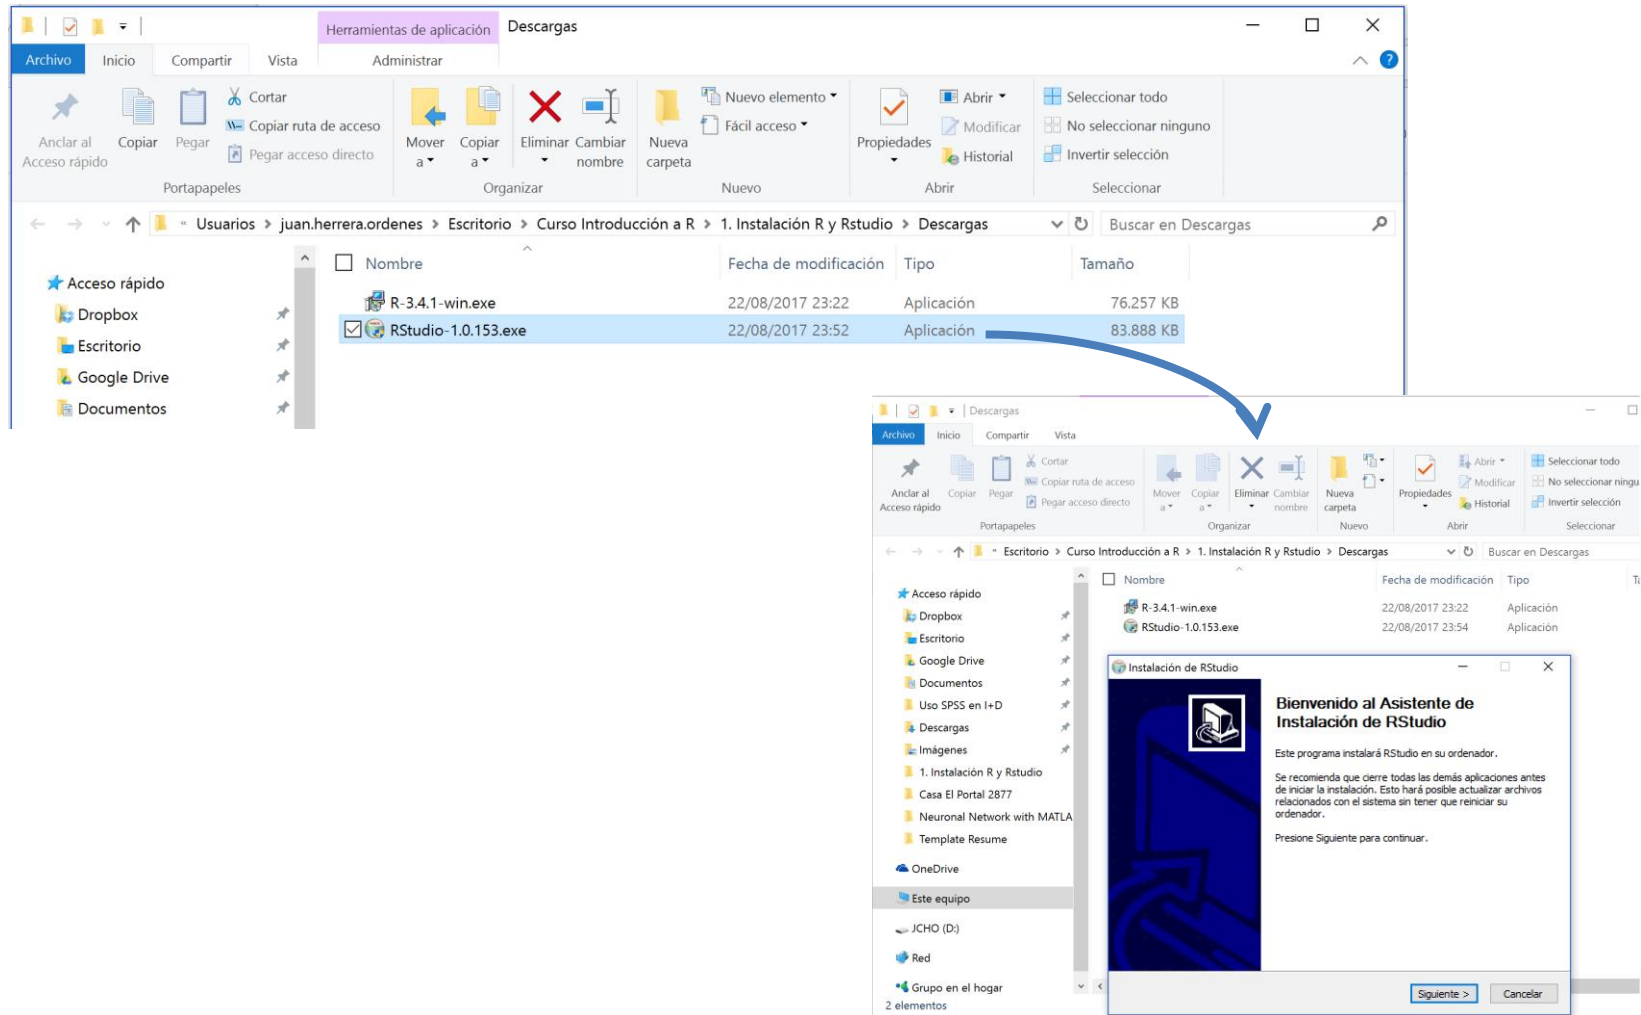 Herramientas de aplicación Descargas
Archivo Inicio Compartir Vista Administrar
Anclar al Acceso rápido
Copiar
Pegar
Cortar
Copiar ruta de acceso
Pegar acceso directo
Mover a
Copiar a
Eliminar
Cambiar nombre
Nueva carpeta
Nuevo elemento
Fácil acceso
Propiedades
Abrir
Modificar
Historial
Seleccionar todo
No seleccionar ninguno
Invertir selección
Portapapeles Organizar Nuevo Abrir Seleccionar
« Usuarios > juan.herrera.ordenes > Escritorio > Curso Introducción a R > 1. Instalación R y Rstudio > Descargas
Buscar en Descargas
Nombre Fecha de modificación Tipo Tamaño
R-3.4.1-win.exe 22/08/2017 23:22 Aplicación 76.257 KB
RStudio-1.0.153.exe 22/08/2017 23:52 Aplicación 83.888 KB
Acceso rápido
Dropbox
Escritorio
Google Drive
Documentos
Descargas
Archivo Inicio Compartir Vista
Anclar al Acceso rápido
Copiar
Pegar
Cortar
Copiar ruta de acceso
Pegar acceso directo
Mover a
Copiar a
Eliminar
Cambiar nombre
Nueva carpeta
Propiedades
Abrir
Modificar
Historial
Seleccionar todo
No seleccionar ningu
Invertir selección
Portapapeles Organizar Nuevo Abrir Seleccionar
« Escritorio > Curso Introducción a R > 1. Instalación R y Rstudio > Descargas
Buscar en Descargas
Nombre Fecha de modificación Tipo
R-3.4.1-win.exe 22/08/2017 23:22 Aplicación
RStudio-1.0.153.exe 22/08/2017 23:54 Aplicación
Acceso rápido
Dropbox
Escritorio
Google Drive
Documentos
Uso SPSS en I+D
Descargas
Imágenes
1. Instalación R y Rstudio
Casa El Portal 2877
Neuronal Network with MATLA
Template Resume
OneDrive
Este equipo
JCHO (D:)
Red
Grupo en el hogar
2 elementos
Instalación de RStudio
Bienvenido al Asistente de
Instalación de RStudio
Este programa instalará RStudio en su ordenador.
Se recomienda que cierre todas las demás aplicaciones antes
de iniciar la instalación. Esto hará posible actualizar archivos
relacionados con el sistema sin tener que reiniciar su
ordenador.
Presione Siguiente para continuar.
Siguiente > Cancelar